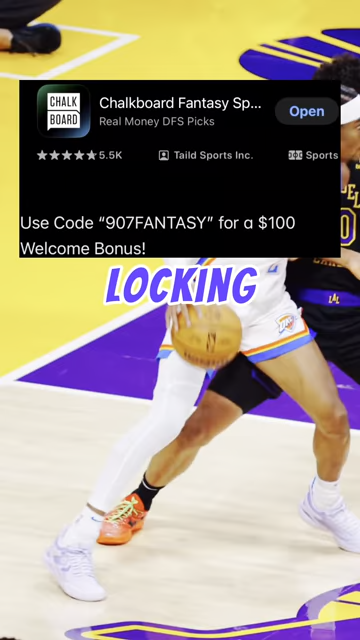 CHALK
BOARD
Chalkboard Fantasy Sp...
Real Money DFS Picks
Open
★★★★★ 5.5K
Taild Sports Inc.
Sports
Use Code “907FANTASY” for a $100
Welcome Bonus!
LOCKING
LAL